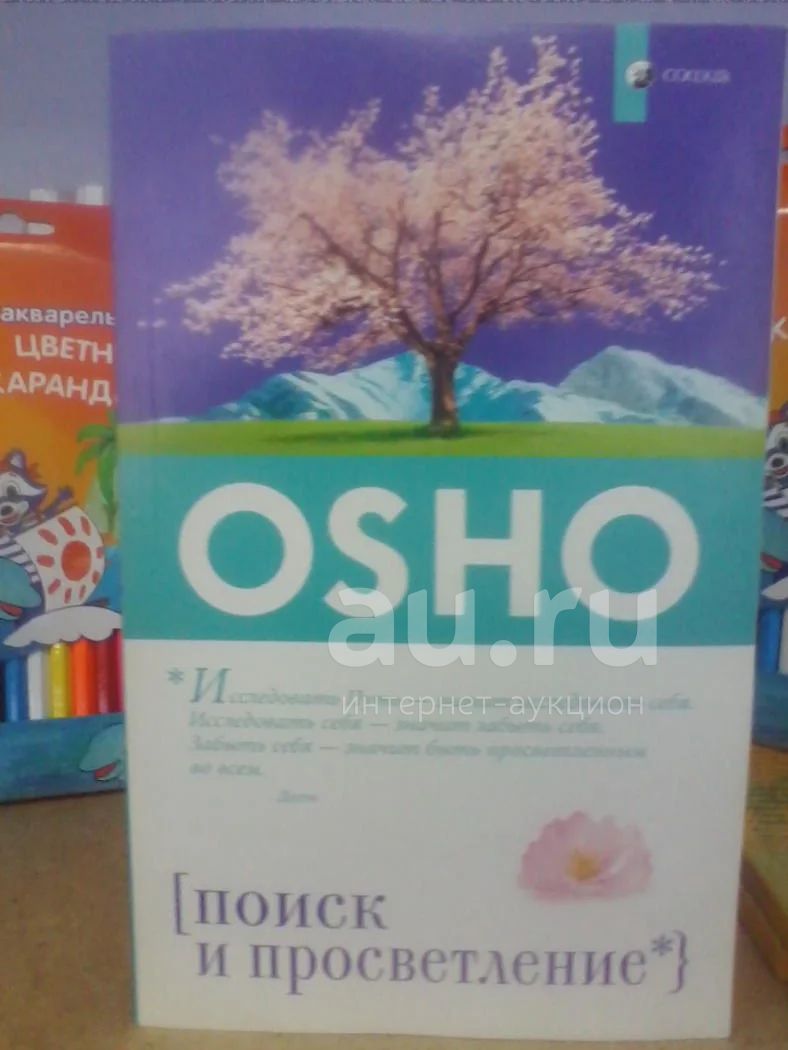 софия
акварель
ЦВЕТН
КАРАНД
OSHO
au.ru
интернет-аукцион
*Исследовать себя.
Исследовать себя — значит забыть себя.
Забыть себя — значит быть просветленным
во всем.
[поиск
и просветление*}